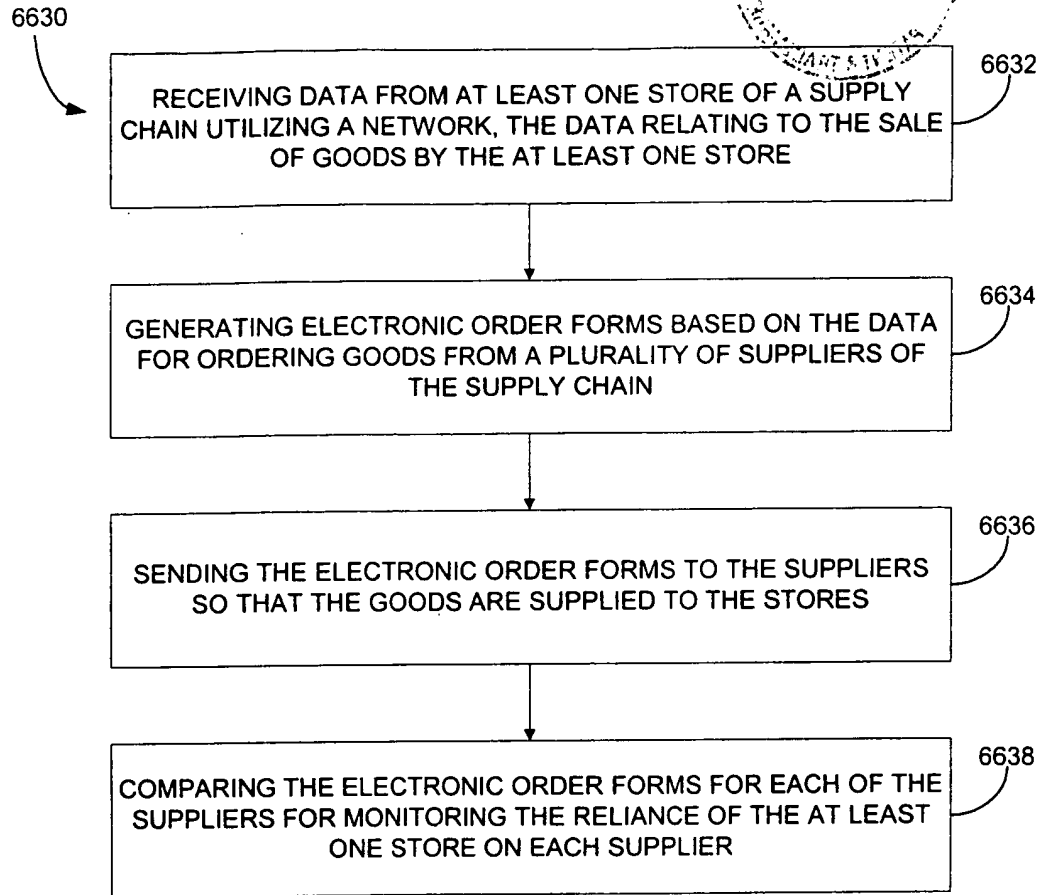 6630
6632
RECEIVING DATA FROM AT LEAST ONE STORE OF A SUPPLY
CHAIN UTILIZING A NETWORK, THE DATA RELATING TO THE SALE
OF GOODS BY THE AT LEAST ONE STORE
6634
GENERATING ELECTRONIC ORDER FORMS BASED ON THE DATA
FOR ORDERING GOODS FROM A PLURALITY OF SUPPLIERS OF
THE SUPPLY CHAIN
6636
SENDING THE ELECTRONIC ORDER FORMS TO THE SUPPLIERS
SO THAT THE GOODS ARE SUPPLIED TO THE STORES
6638
COMPARING THE ELECTRONIC ORDER FORMS FOR EACH OF THE
SUPPLIERS FOR MONITORING THE RELIANCE OF THE AT LEAST
ONE STORE ON EACH SUPPLIER